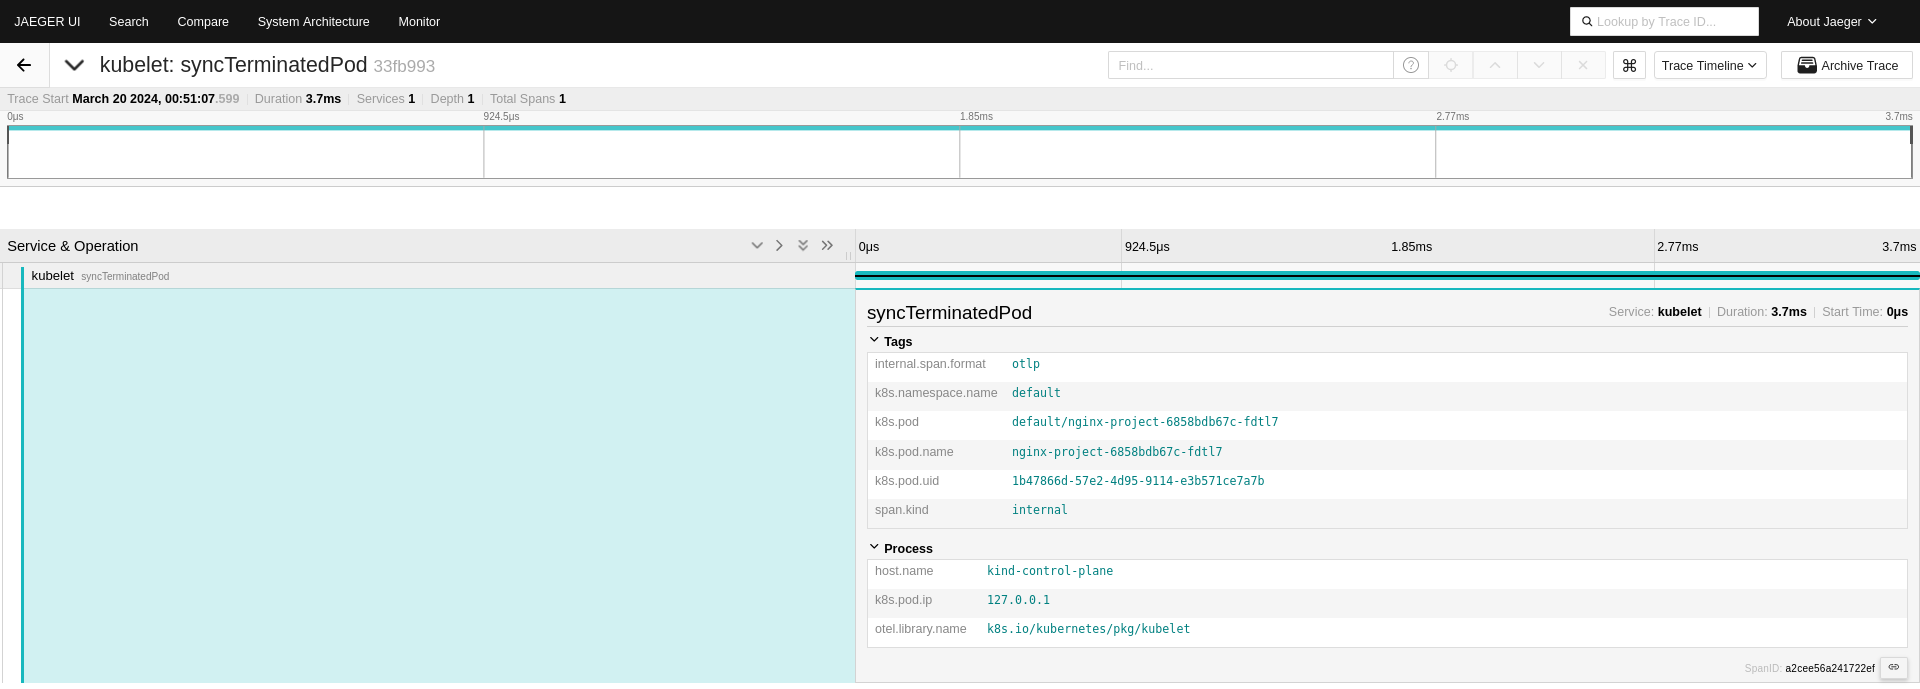 JAEGER UI Search Compare System Architecture Monitor Lookup by Trace ID... About Jaeger
kubelet: syncTerminatedPod 33fb993 Find... Trace Timeline Archive Trace
Trace Start March 20 2024, 00:51:07.599 Duration 3.7ms Services 1 Depth 1 Total Spans 1
0μs 924.5μs 1.85ms 2.77ms 3.7ms
Service & Operation 0μs 924.5μs 1.85ms 2.77ms 3.7ms
kubelet syncTerminatedPod
syncTerminatedPod Service: kubelet Duration: 3.7ms Start Time: 0μs
Tags
internal.span.format otlp
k8s.namespace.name default
k8s.pod default/nginx-project-6858bdb67c-fdtl7
k8s.pod.name nginx-project-6858bdb67c-fdtl7
k8s.pod.uid 1b47866d-57e2-4d95-9114-e3b571ce7a7b
span.kind internal
Process
host.name kind-control-plane
k8s.pod.ip 127.0.0.1
otel.library.name k8s.io/kubernetes/pkg/kubelet
SpanID: a2cee56a241722ef